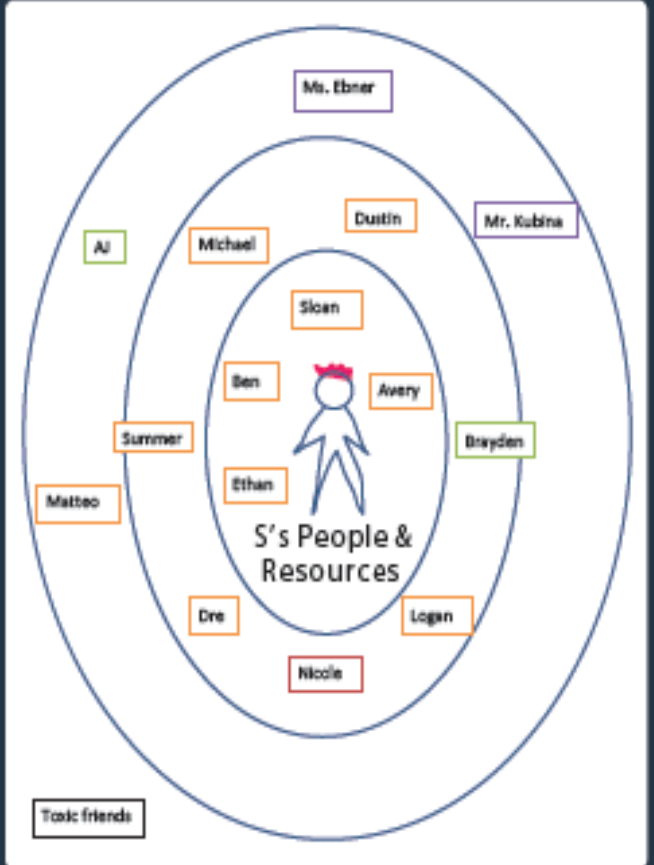 Ms. Ebner
Dustin
Mr. Kubina
Michael
AJ
Sloan
Ben
Avery
Summer
Brayden
Ethan
Matteo
S's People &
Resources
Dre
Logan
Nicole
Toxic friends